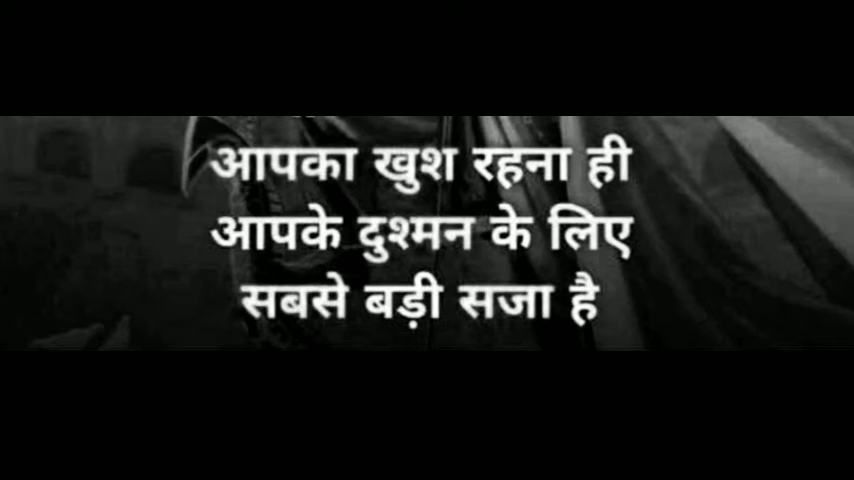 आपका खुश रहना ही
आपके दुश्मन के लिए
सबसे बड़ी सजा है